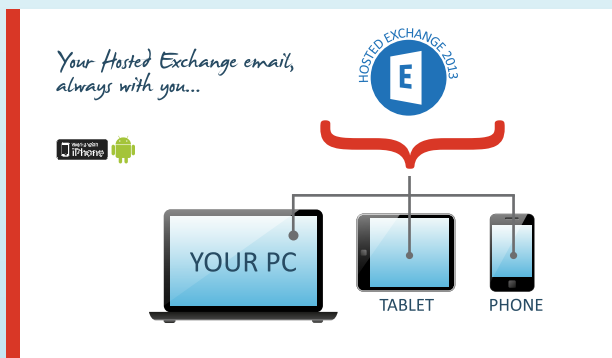 Your Hosted Exchange email,
always with you...
HOSTED EXCHANGE 2013
E
iPhone
YOUR PC
TABLET
PHONE